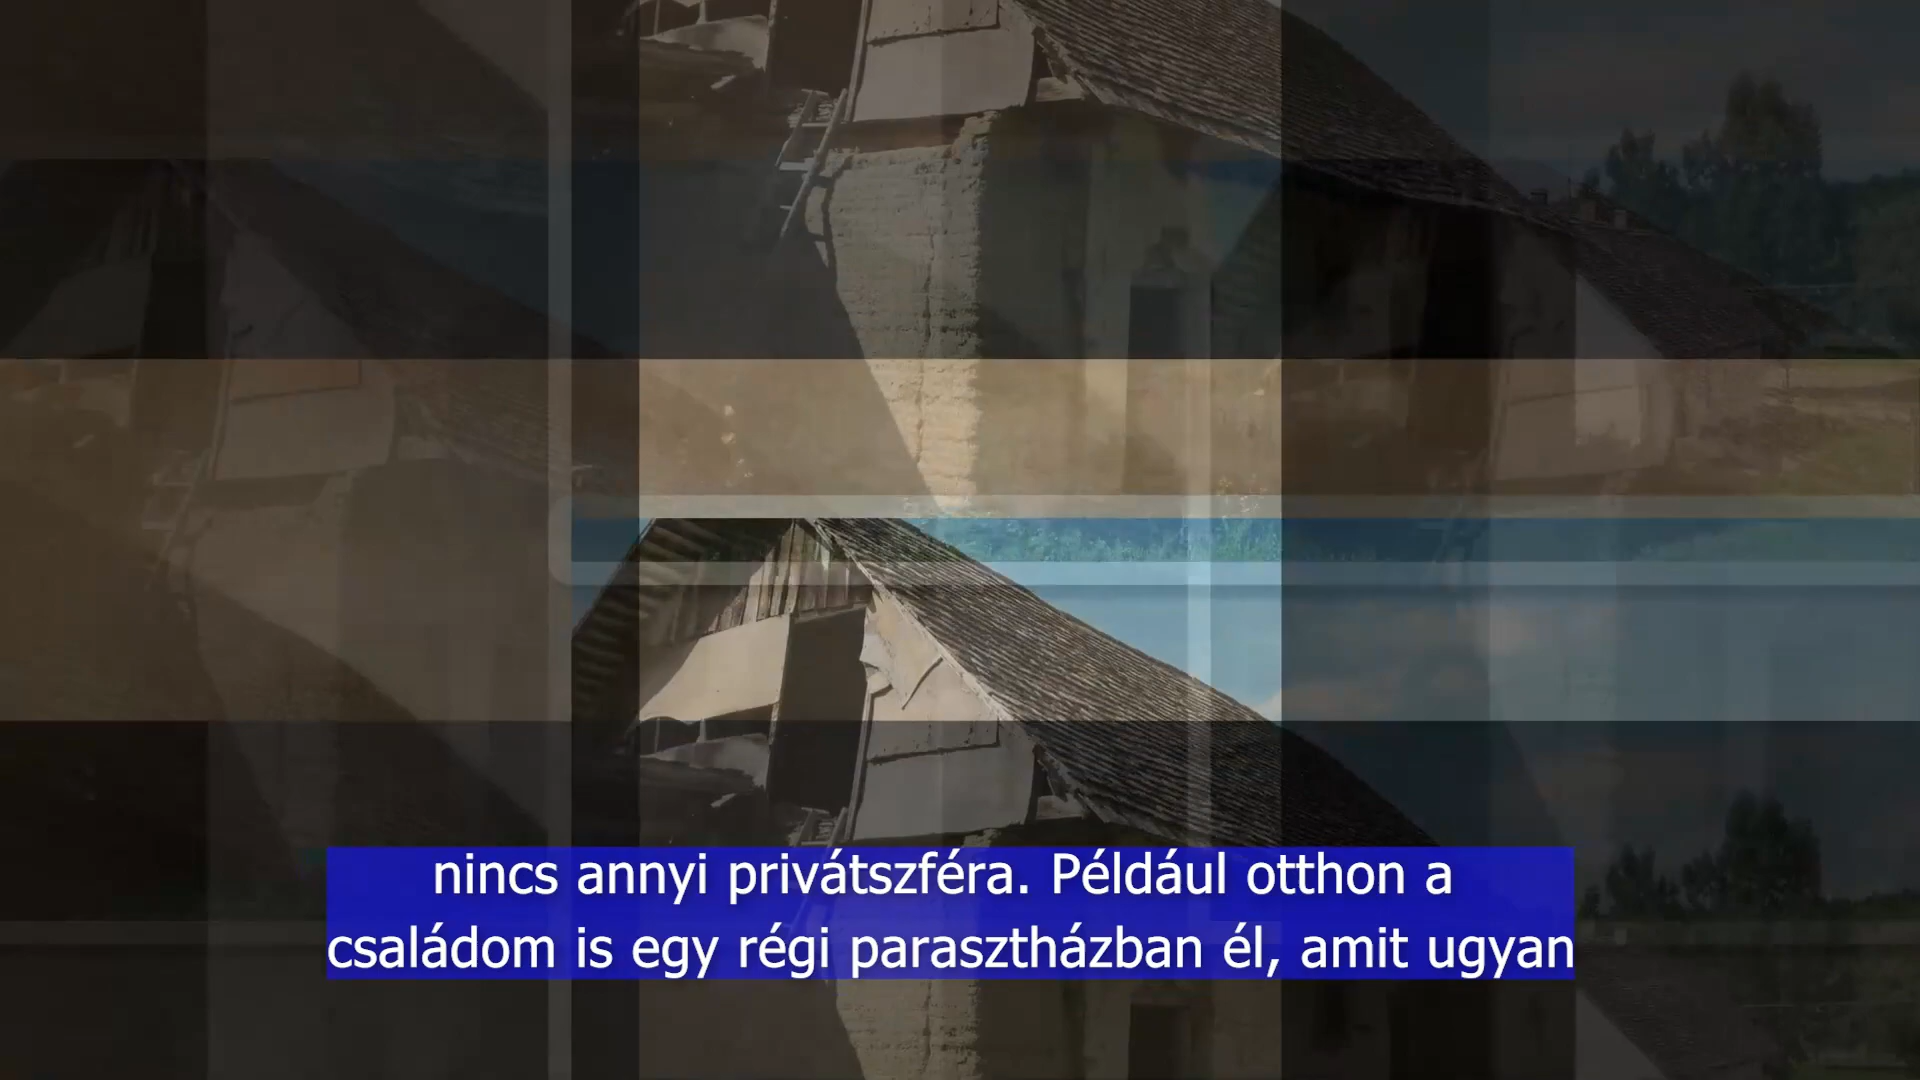 nincs annyi privátszféra. Például otthon a
családom is egy régi parasztházban él, amit ugyan